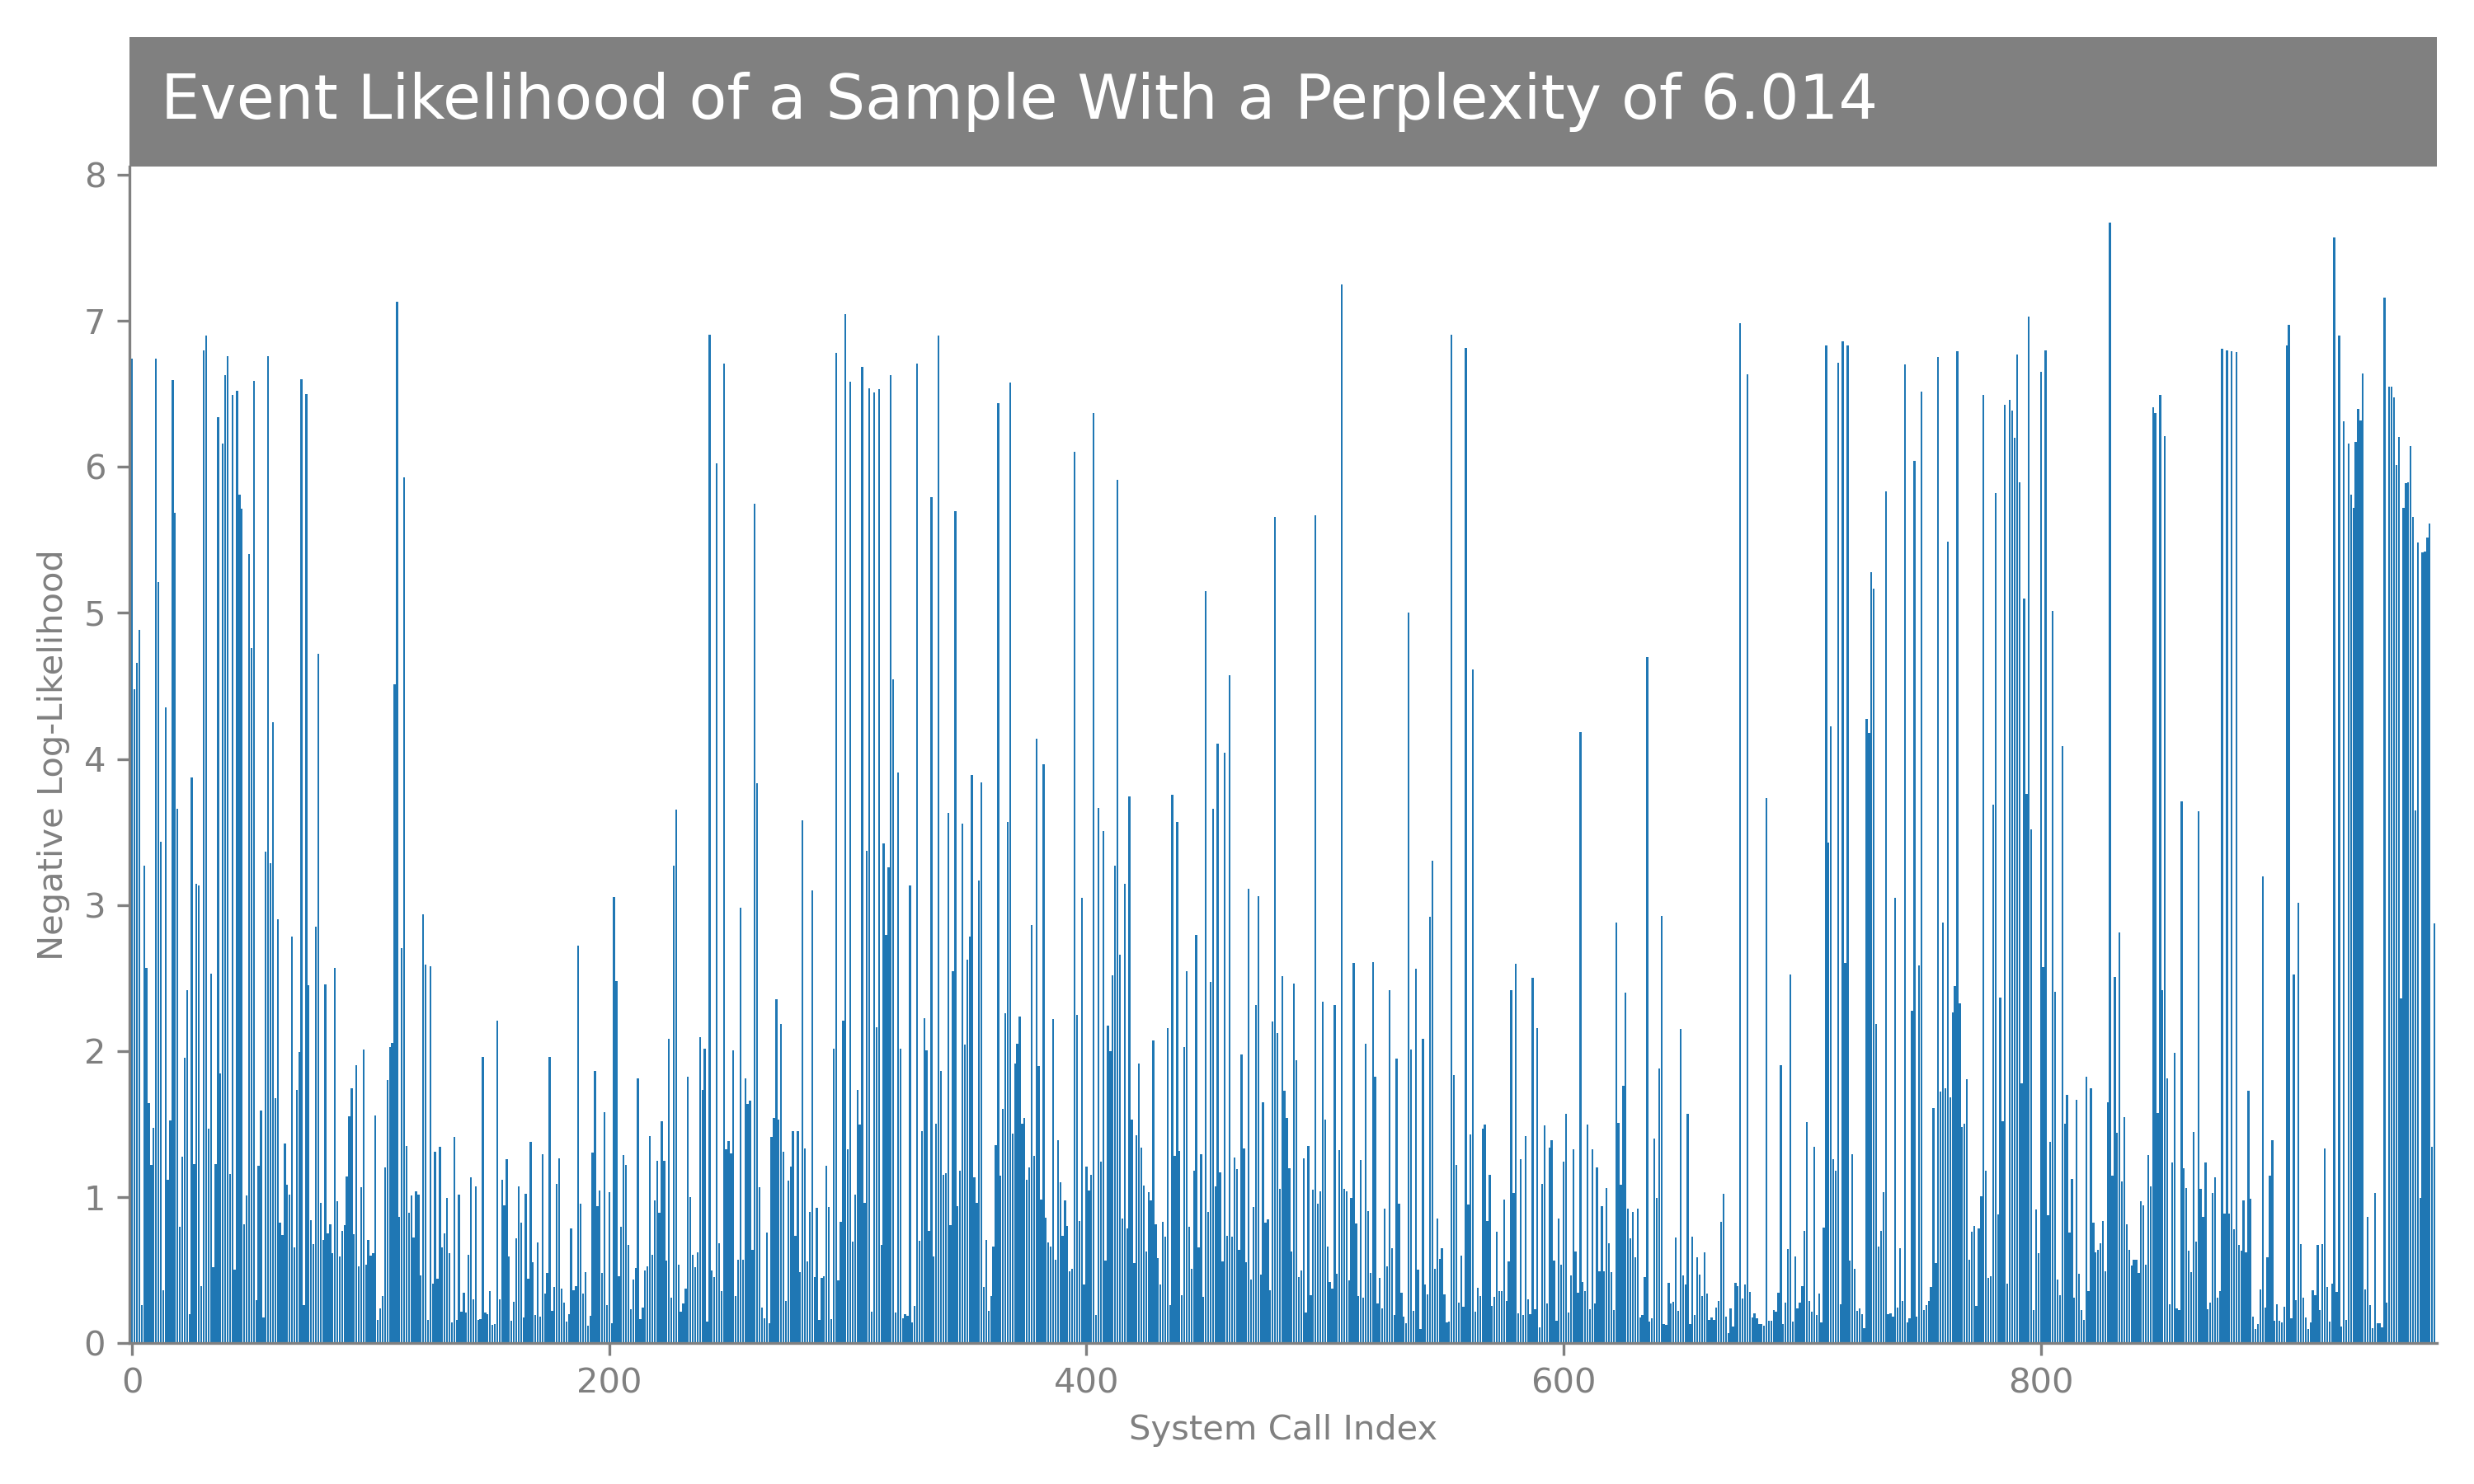 Event Likelihood of a Sample With a Perplexity of 6.014
8
7
6
5
4
3
2
1
0
Negative Log-Likelihood
0 200 400 600 800
System Call Index